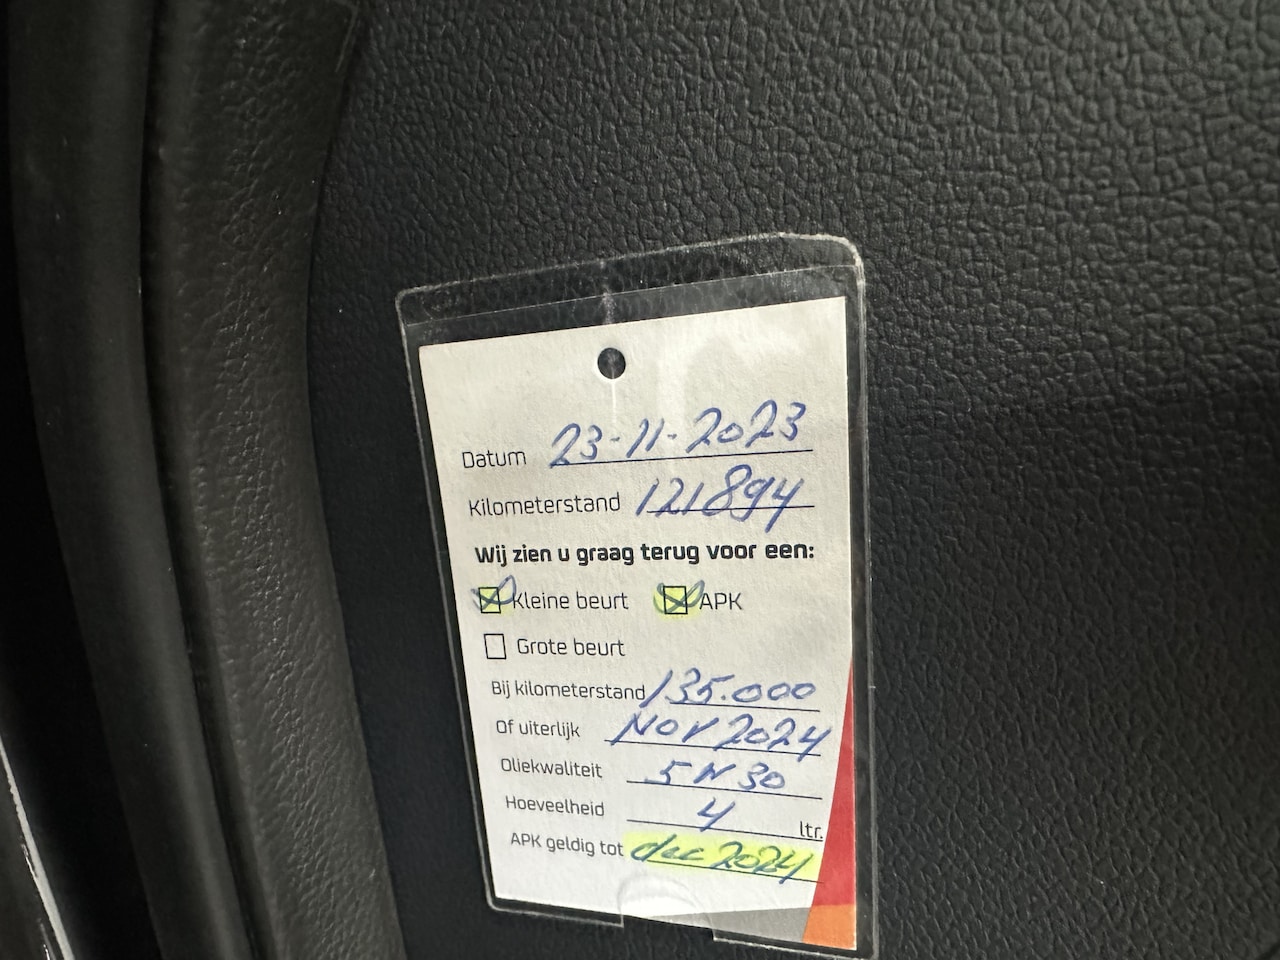 Datum 23-11-2023
Kilometerstand 121894
Wij zien u graag terug voor een:
Kleine beurt APK
Grote beurt
Bij kilometerstand 135.000
Of uiterlijk NOV 2024
Oliekwaliteit 5W30
Hoeveelheid 4 ltr.
APK geldig tot dec 2024